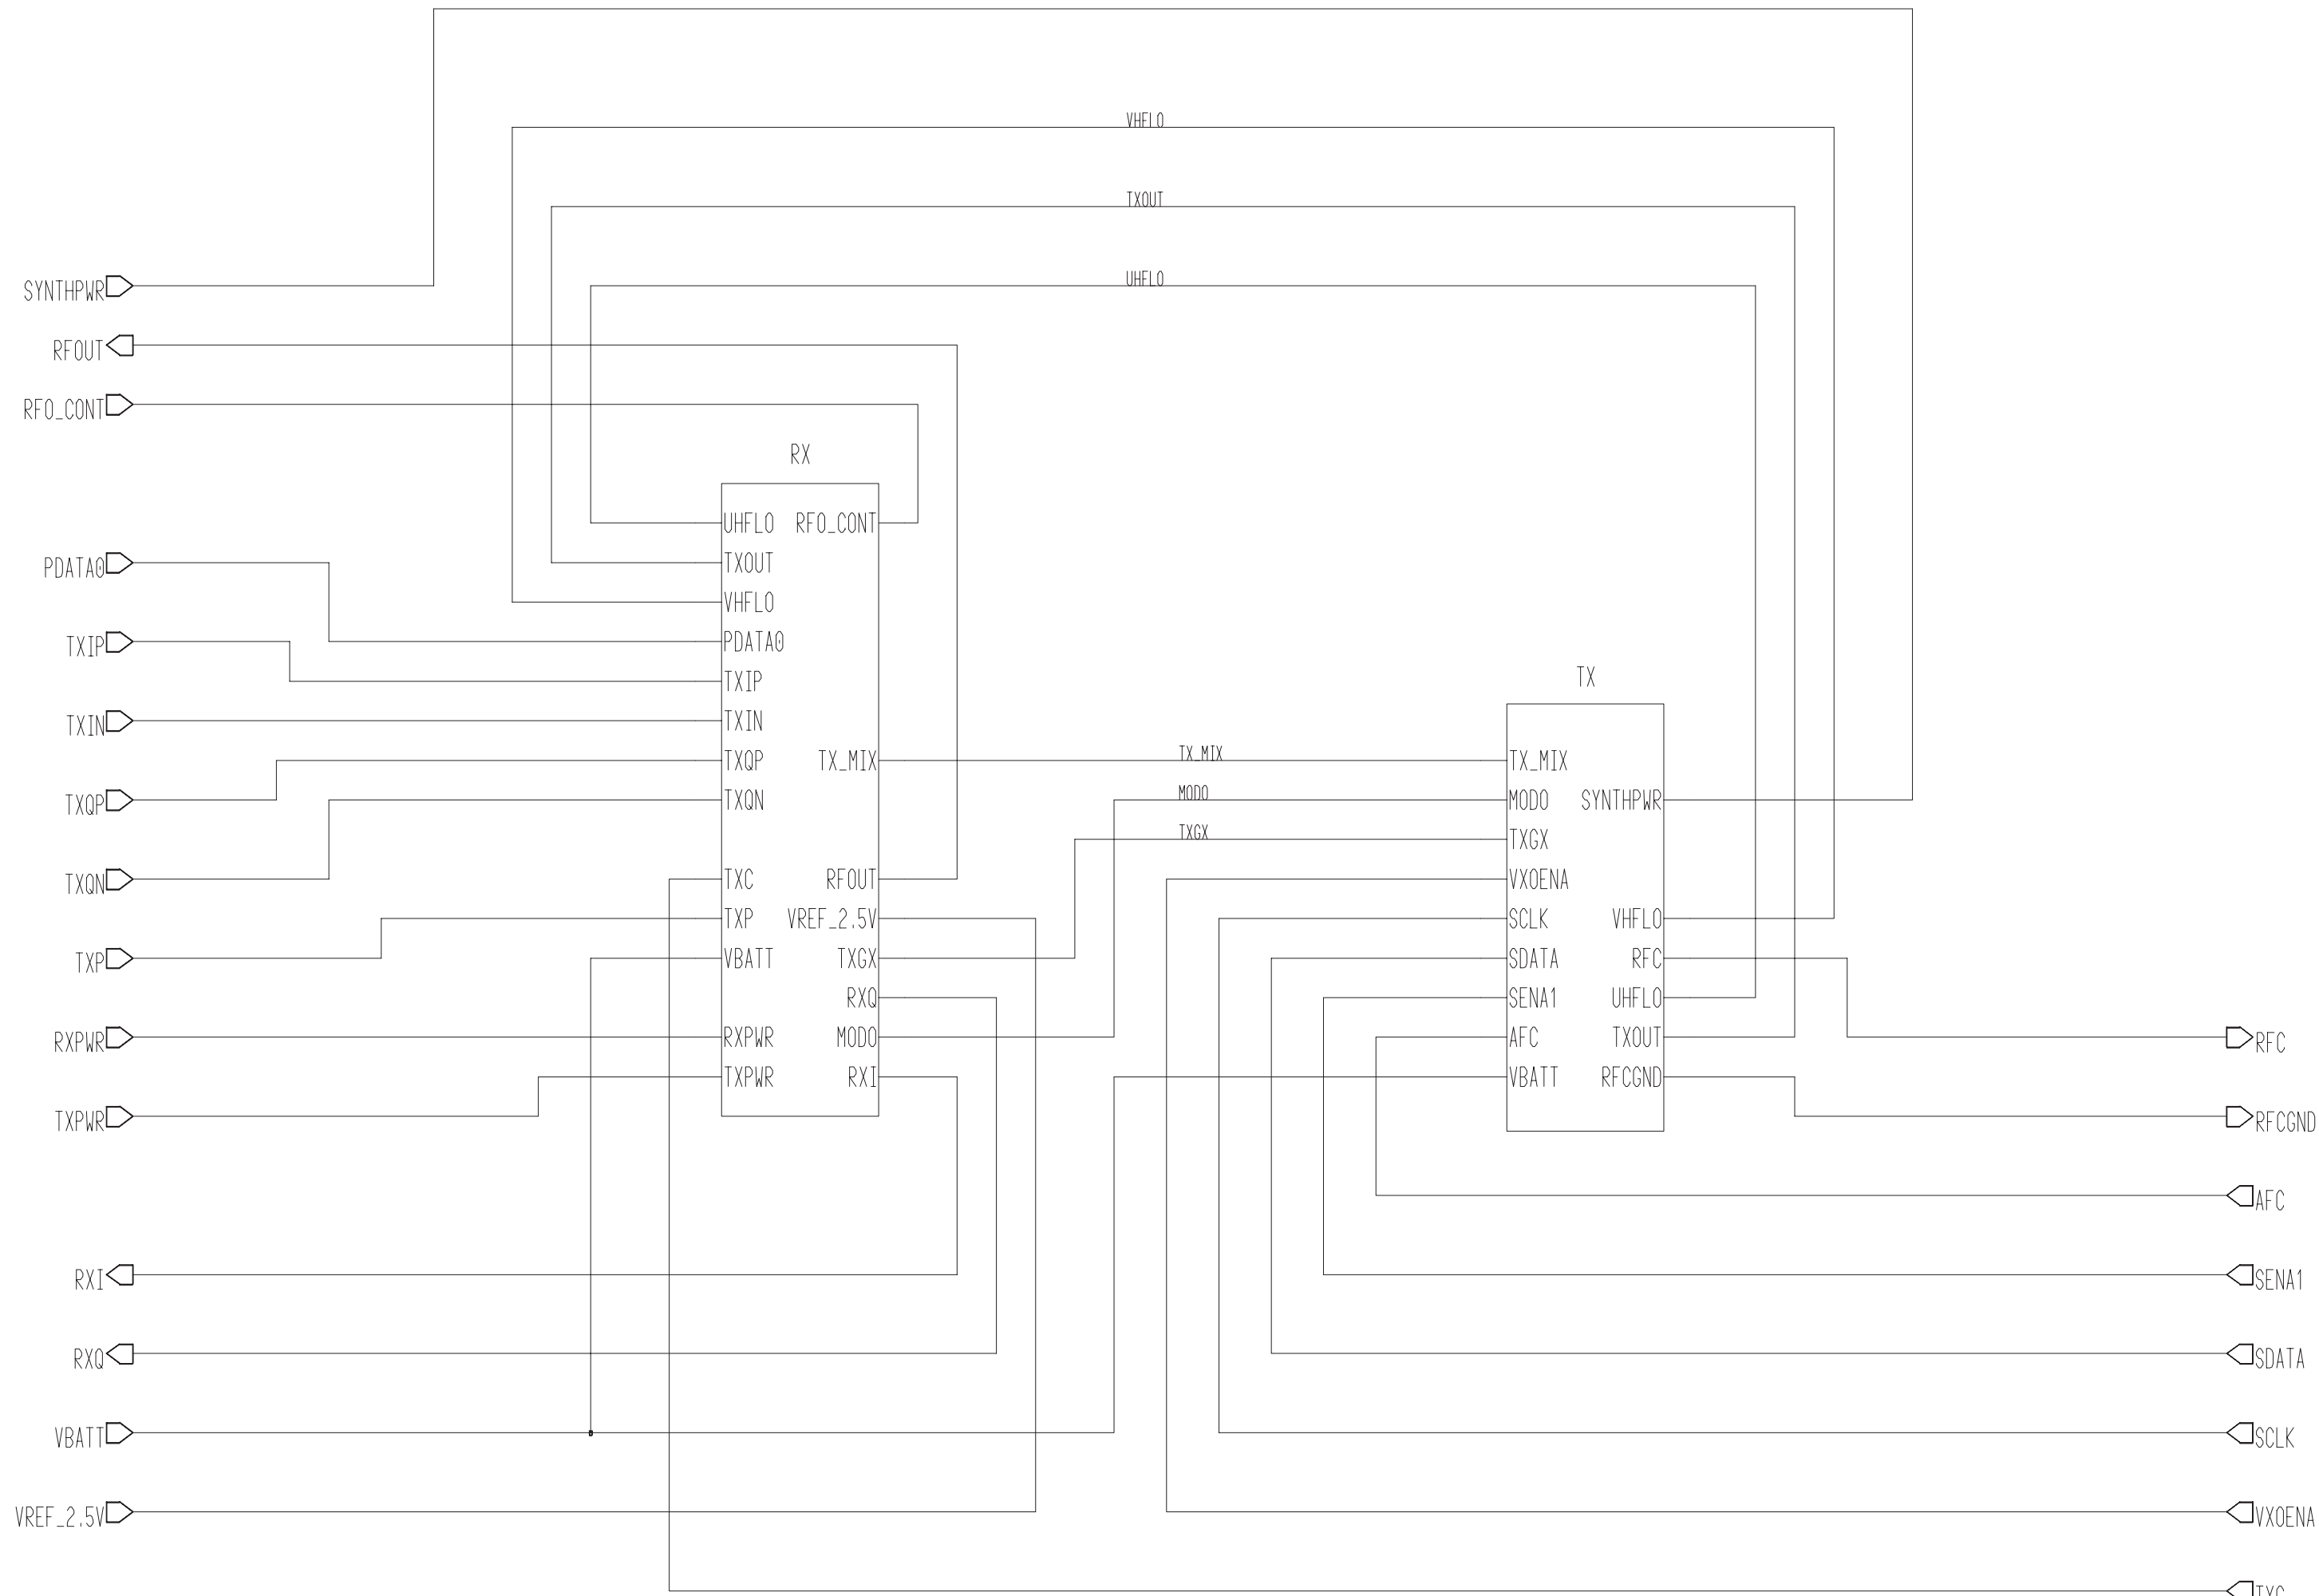 VHFLO
TXOUT
UHFLO
SYNTHPWR
RFOUT
RFO_CONT
RX
UHFLO RFO_CONT
TXOUT
VHFLO
PDATA0
PDATA0
TXIP
TXIP
TXIN
TXIN
TXQP TX_MIX
TXQP
TXQN
TXQN
TXC RFOUT
TXP VREF_2.5V
TXP
VBATT TXGX
RXQ
RXPWR
RXPWR MODO
TXPWR RXI
TXPWR
TX_MIX
MODO
TXGX
TX
TX_MIX
MODO SYNTHPWR
TXGX
VXOENA
SCLK VHFLO
SDATA RFC
SENA1 UHFLO
AFC TXOUT
VBATT RFCGND
RFC
RFCGND
AFC
RXI
SENA1
RXQ
SDATA
VBATT
SCLK
VREF_2.5V
VXOENA
TXC